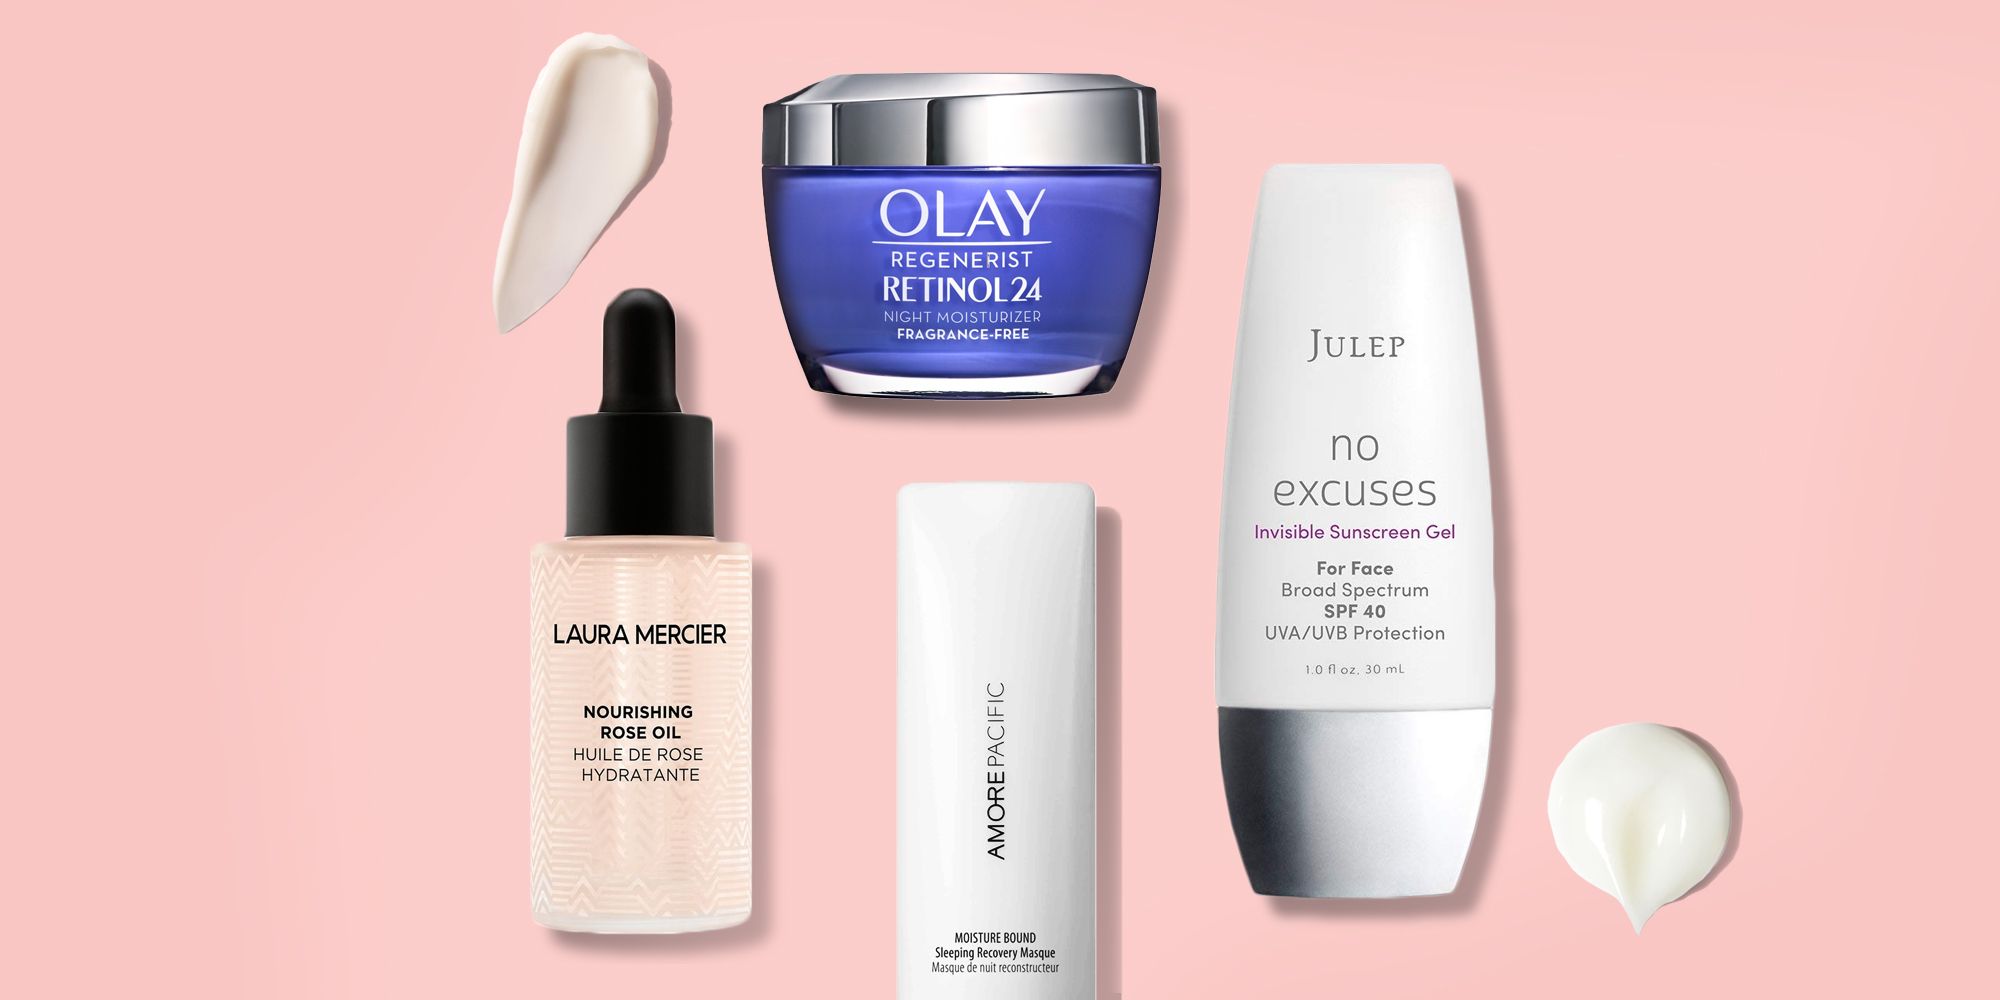 OLAY
REGENERIST
RETINOL24
NIGHT MOISTURIZER
FRAGRANCE-FREE
JULEP
no
excuses
Invisible Sunscreen Gel
For Face
Broad Spectrum
SPF 40
UVA/UVB Protection
1.0 fl oz, 30 mL
LAURA MERCIER
NOURISHING
ROSE OIL
HUILE DE ROSE
HYDRATANTE
AMOREPACIFIC
MOISTURE BOUND
Sleeping Recovery Masque
Masque de nuit reconstructeur